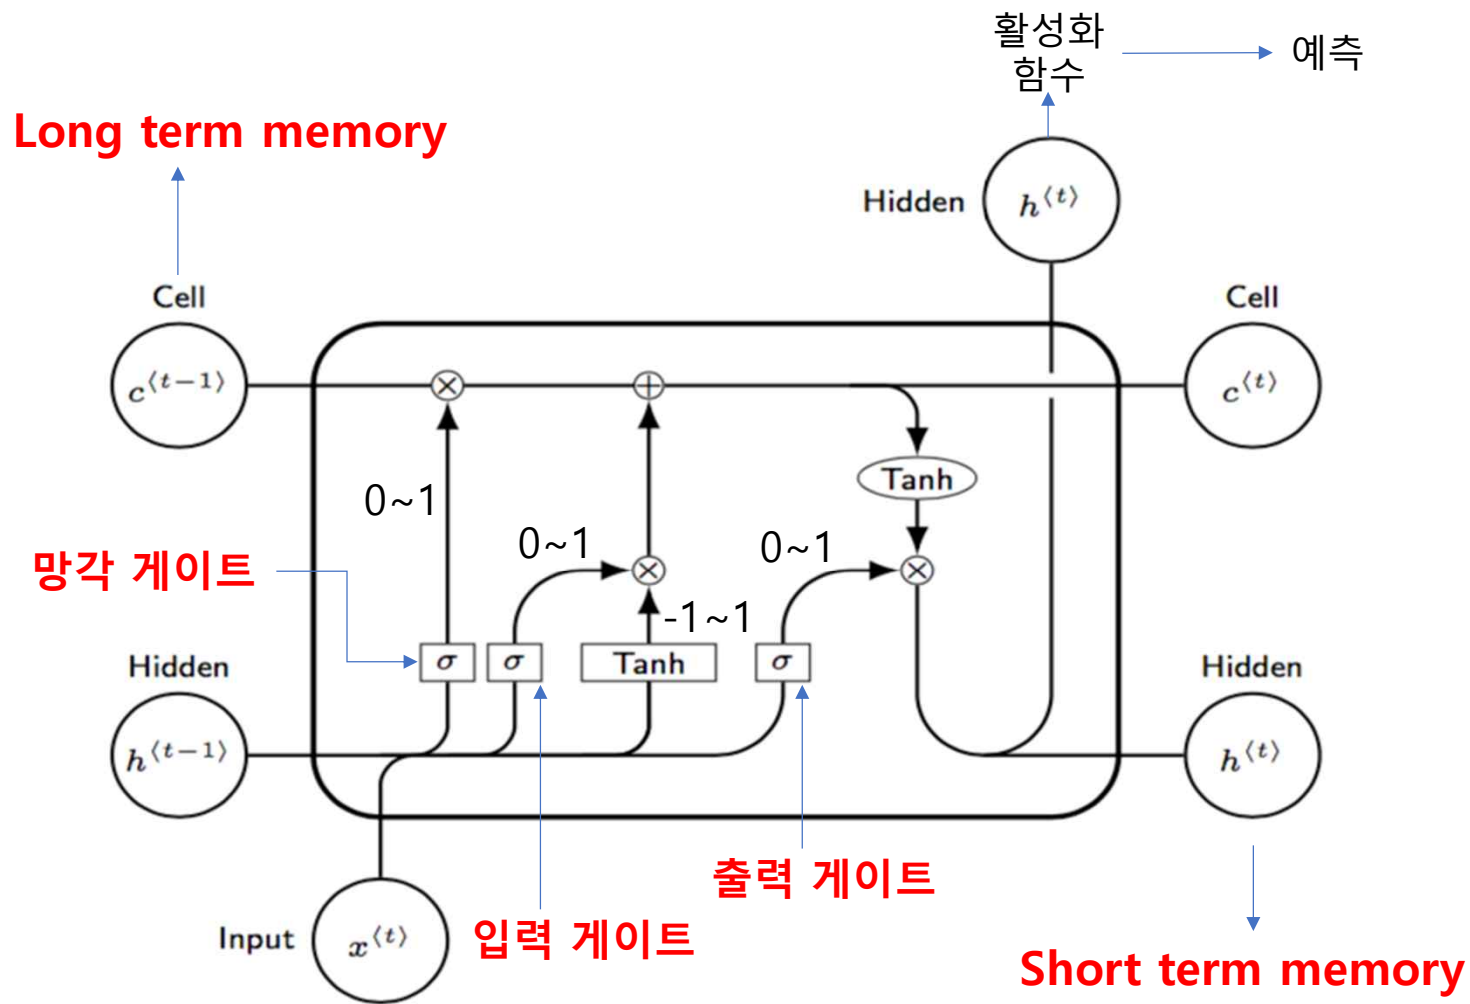 활성화
함수
예측
Long term memory
Hidden
h⟨t⟩
Cell
Cell
c⟨t−1⟩
c⟨t⟩
Tanh
0~1
0~1
0~1
망각 게이트
-1~1
σ
σ
Tanh
σ
Hidden
Hidden
h⟨t−1⟩
h⟨t⟩
출력 게이트
Input
x⟨t⟩
입력 게이트
Short term memory